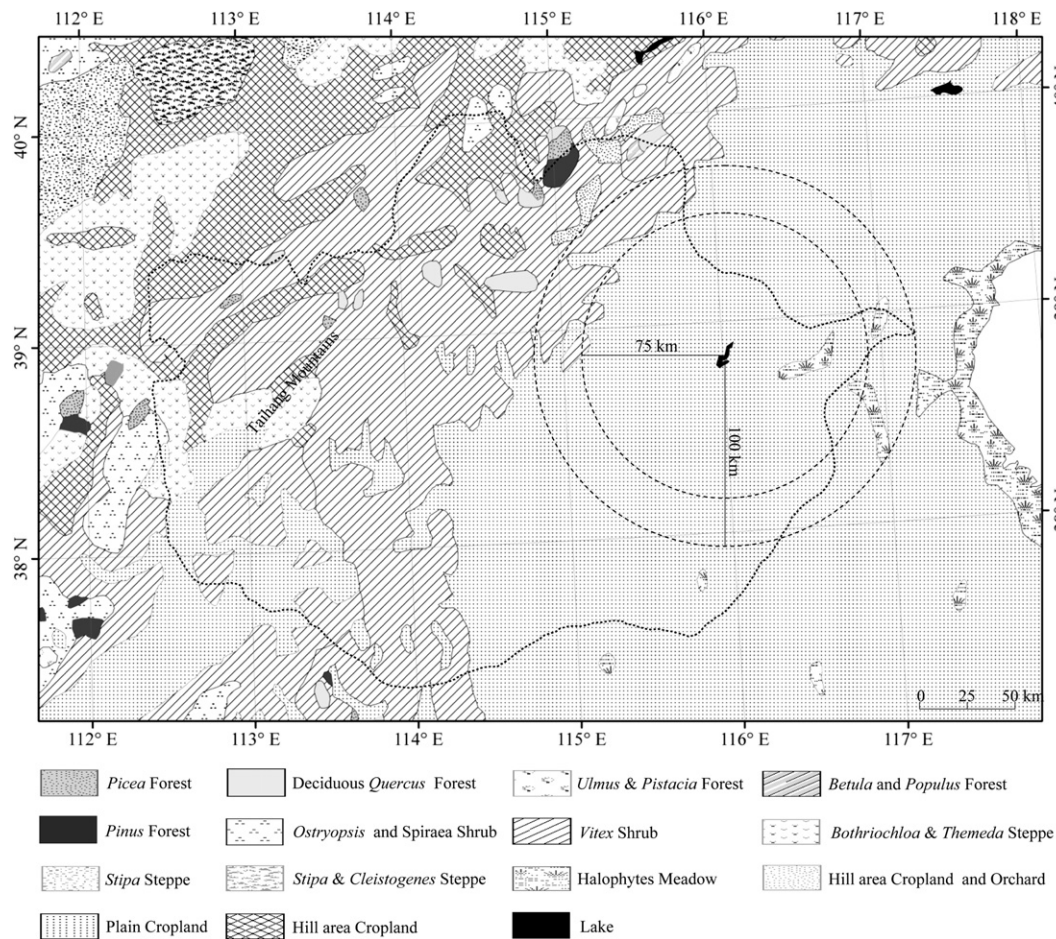 112° E 113° E 114° E 115° E 116° E 117° E 118° E
40° N
39° N
38° N
Taihang Mountains
75 km
100 km
0 25 50 km
112° E 113° E 114° E 115° E 116° E 117° E
Picea Forest Deciduous Quercus Forest Ulmus & Pistacia Forest Betula and Populus Forest
Pinus Forest Ostryopsis and Spiraea Shrub Vitex Shrub Bothriochloa & Themeda Steppe
Stipa Steppe Stipa & Cleistogenes Steppe Halophytes Meadow Hill area Cropland and Orchard
Plain Cropland Hill area Cropland Lake